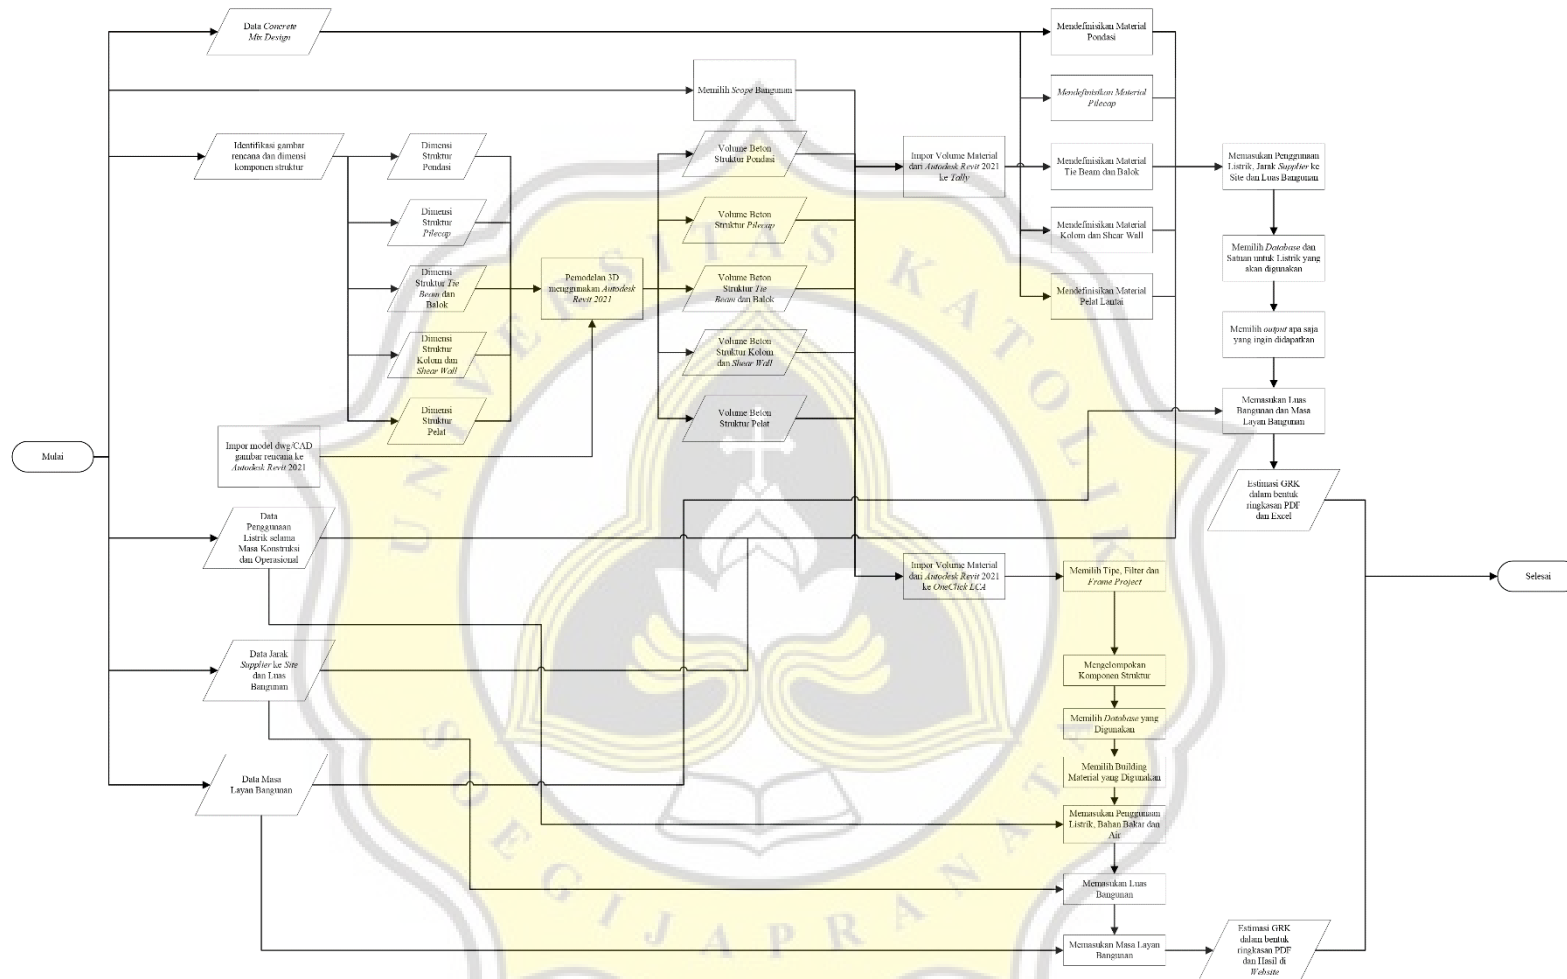 Data Concrete
Mix Design
Mendefinisikan Material
Pondasi
Memilih Scope Bangunan
Mendefinisikan Material
Pilecap
Identifikasi gambar
rencana dan dimensi
komponen struktur
Dimensi
Struktur
Pondasi
Volume Beton
Struktur Pondasi
Impor Volume Material
dari Autodesk Revit 2021
ke Tally
Mendefinisikan Material
Tie Beam dan Balok
Memasukan Penggunaan
Listrik, Jarak Supplier ke
Site dan Luas Bangunan
Dimensi
Struktur
Pilecap
Volume Beton
Struktur Pilecap
Mendefinisikan Material
Kolom dan Shear Wall
Memilih Database dan
Satuan untuk Listrik yang
akan digunakan
Dimensi
Struktur Tie
Beam dan
Balok
Pemodelan 3D
menggunakan Autodesk
Revit 2021
Volume Beton
Struktur Tie
Beam dan Balok
Mendefinisikan Material
Pelat Lantai
Memilih output apa saja
yang ingin didapatkan
Dimensi
Struktur
Kolom dan
Shear Wall
Volume Beton
Struktur Kolom
dan Shear Wall
Dimensi
Struktur
Pelat
Volume Beton
Struktur Pelat
Memasukan Luas
Bangunan dan Masa
Layan Bangunan
Mulai
Impor model dwg/CAD
gambar rencana ke
Autodesk Revit 2021
Estimasi GRK
dalam bentuk
ringkasan PDF
dan Excel
Data
Penggunaan
Listrik selama
Masa Konstruksi
dan Operasional
Impor Volume Material
dari Autodesk Revit 2021
ke OneClick LCA
Memilih Tipe, Filter dan
Frame Project
Selesai
Data Jarak
Supplier ke Site
dan Luas
Bangunan
Mengelompokan
Komponen Struktur
Memilih Database yang
Digunakan
Data Masa
Layan Bangunan
Memilih Building
Material yang Digunakan
Memasukan Penggunaan
Listrik, Bahan Bakar dan
Air
Memasukan Luas
Bangunan
Memasukan Masa Layan
Bangunan
Estimasi GRK
dalam bentuk
ringkasan PDF
dan Hasil di
Website
UNIVERSITAS KATOLIK
SOEGIJAPRANATA